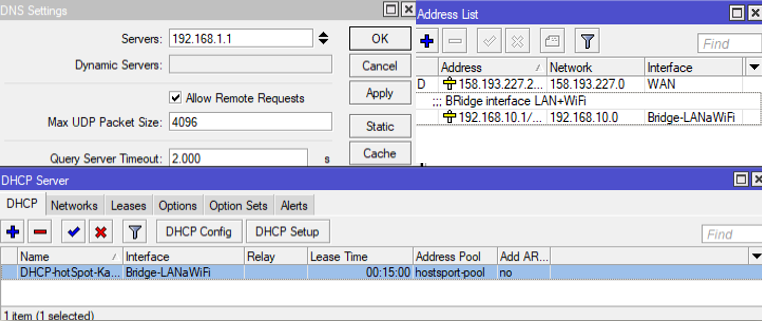 DNS Settings
Servers: 192.168.1.1
Dynamic Servers:
Allow Remote Requests
Max UDP Packet Size: 4096
Query Server Timeout: 2.000 s
OK
Cancel
Apply
Static
Cache
Address List
Find
Address / Network Interface
D 158.193.227.2... 158.193.227.0 WAN
;;; BRidge interface LAN+WiFi
192.168.10.1/... 192.168.10.0 Bridge-LANaWiFi
DHCP Server
DHCP Networks Leases Options Option Sets Alerts
DHCP Config DHCP Setup Find
Name / Interface Relay Lease Time Address Pool Add AR...
DHCP-hotSpot-Ka... Bridge-LANaWiFi 00:15:00 hostsport-pool no
1 item (1 selected)